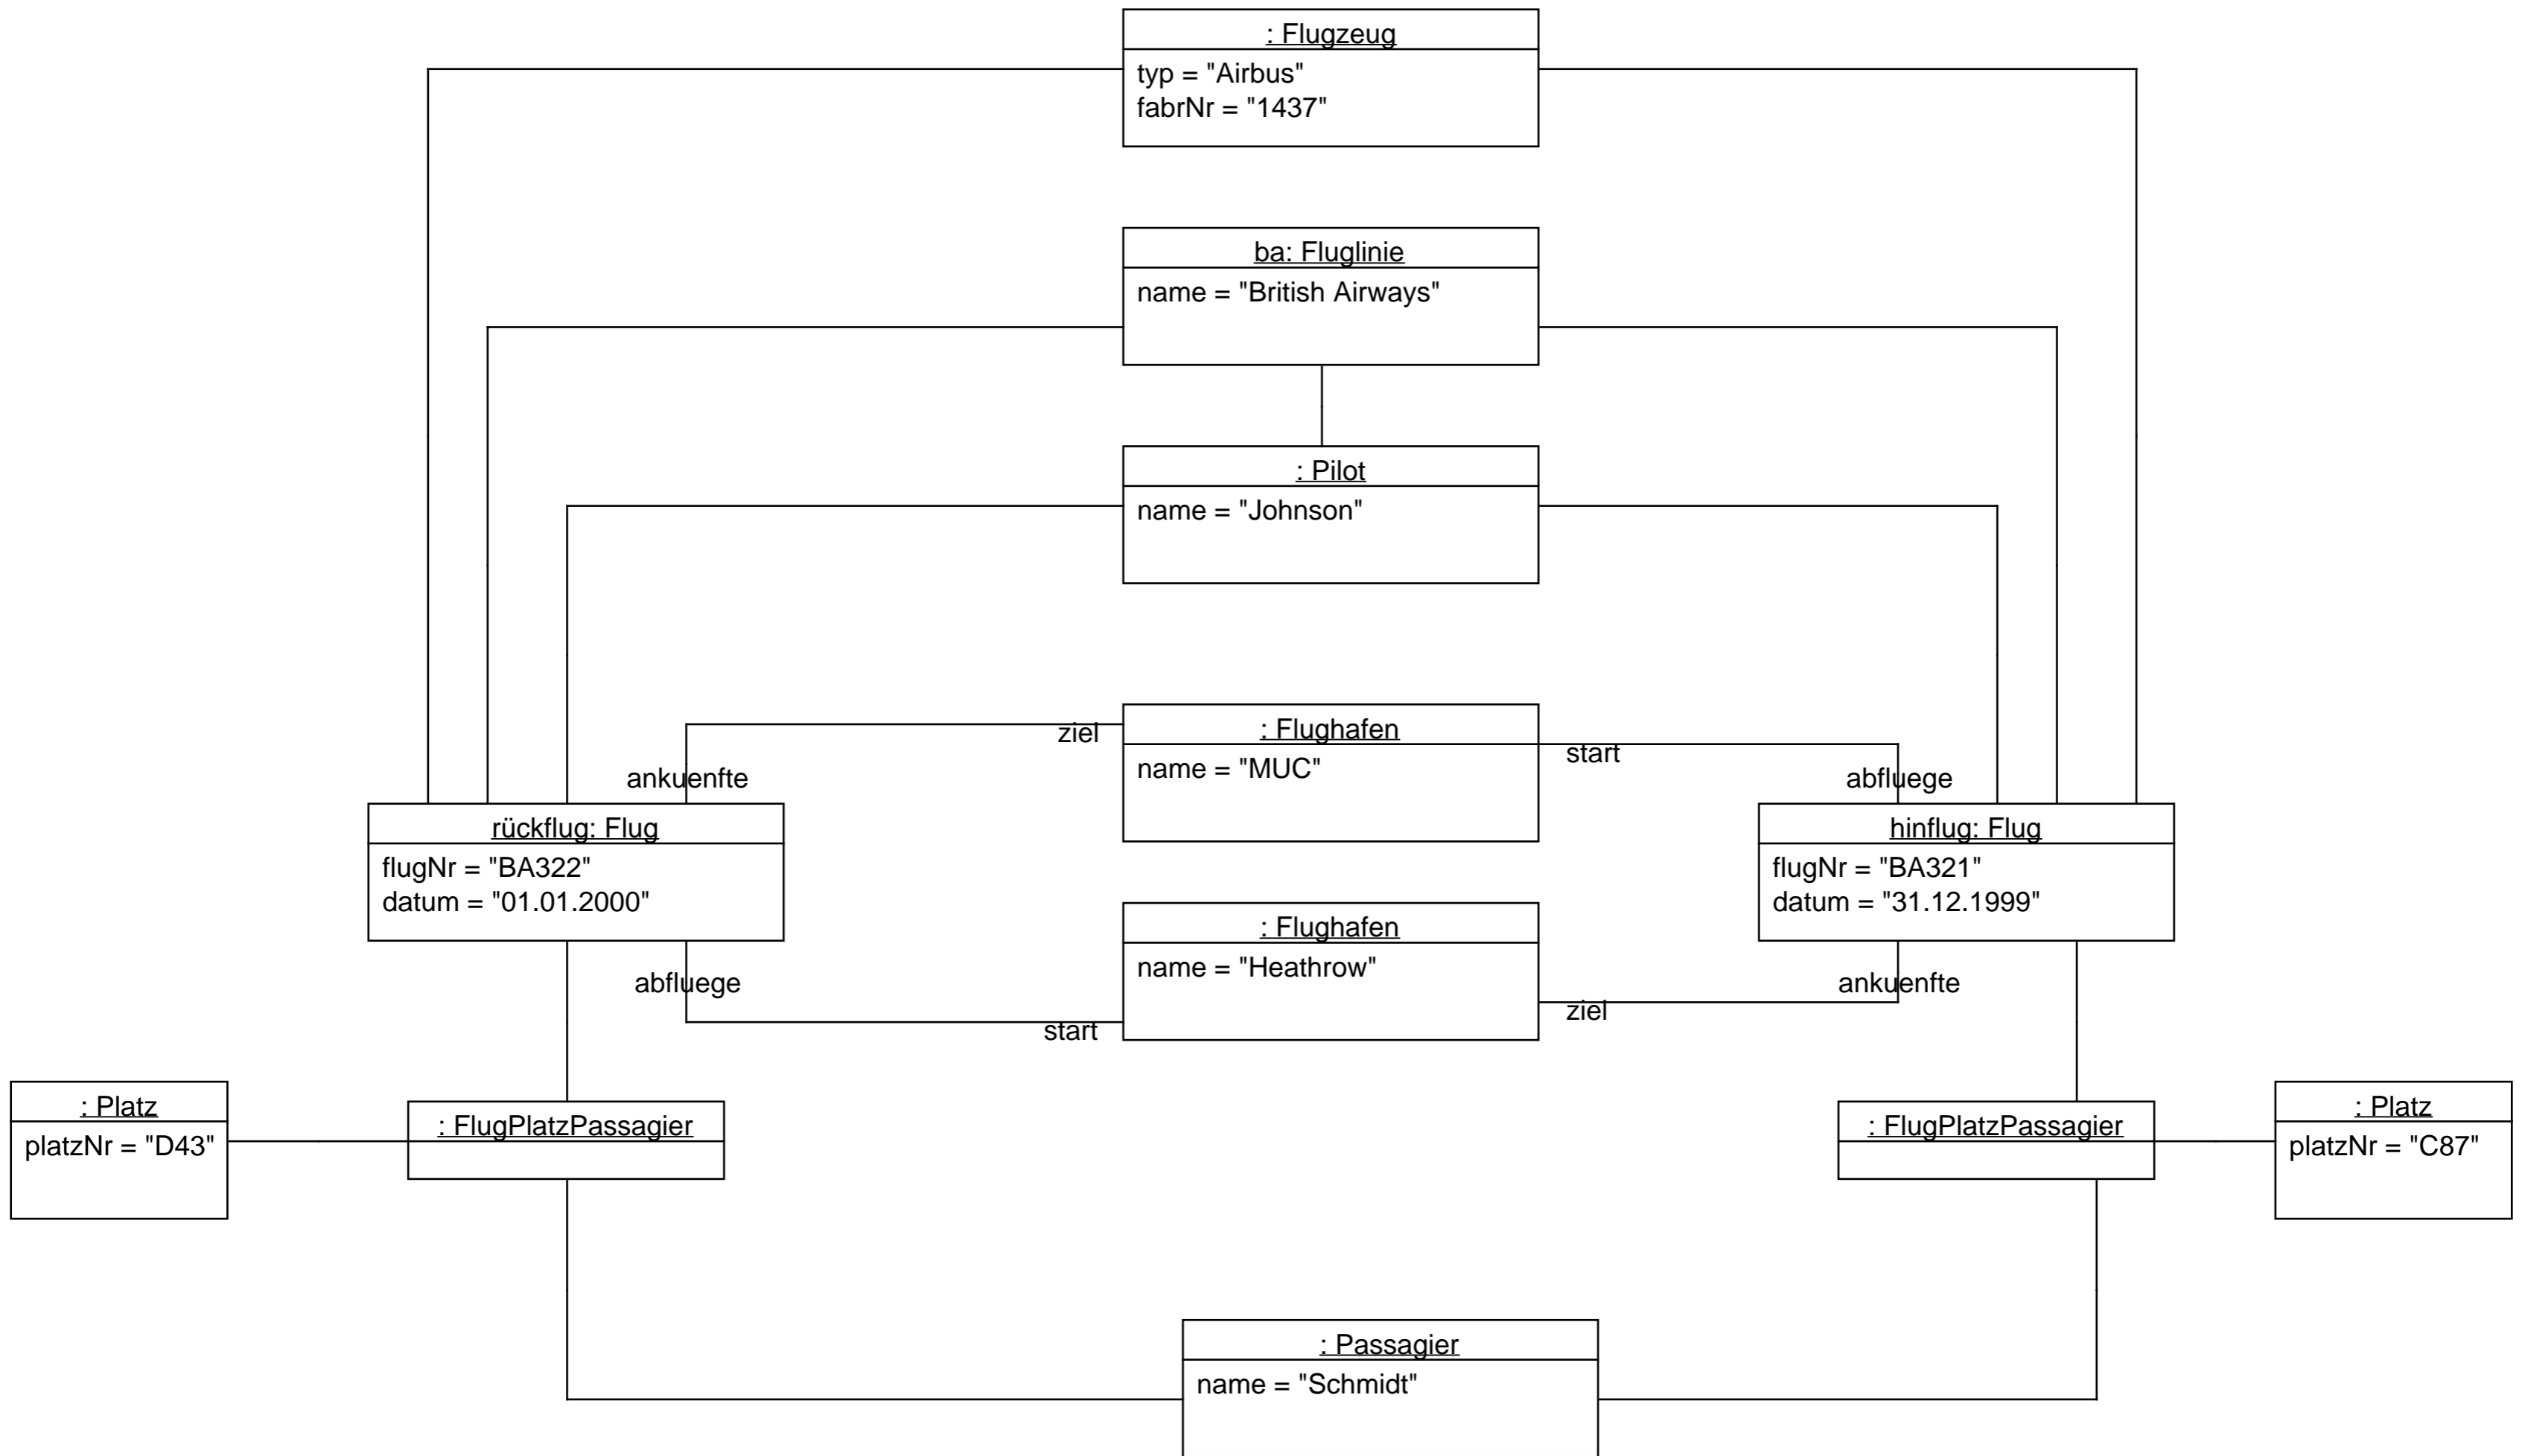 : Flugzeug
typ = "Airbus"
fabrNr = "1437"
ba: Fluglinie
name = "British Airways"
: Pilot
name = "Johnson"
ziel
: Flughafen
start
name = "MUC"
ankuenfte
abfluege
rückflug: Flug
flugNr = "BA322"
datum = "01.01.2000"
hinflug: Flug
flugNr = "BA321"
datum = "31.12.1999"
: Flughafen
name = "Heathrow"
abfluege
ankuenfte
start
ziel
: Platz
platzNr = "D43"
: FlugPlatzPassagier
: FlugPlatzPassagier
: Platz
platzNr = "C87"
: Passagier
name = "Schmidt"